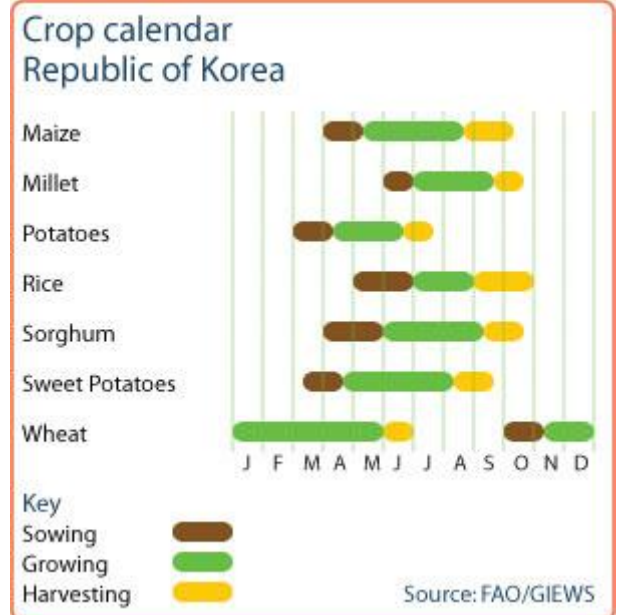 Crop calendar
Republic of Korea
Maize
Millet
Potatoes
Rice
Sorghum
Sweet Potatoes
Wheat
J F M A M J J A S O N D
Key
Sowing
Growing
Harvesting
Source: FAO/GIEWS